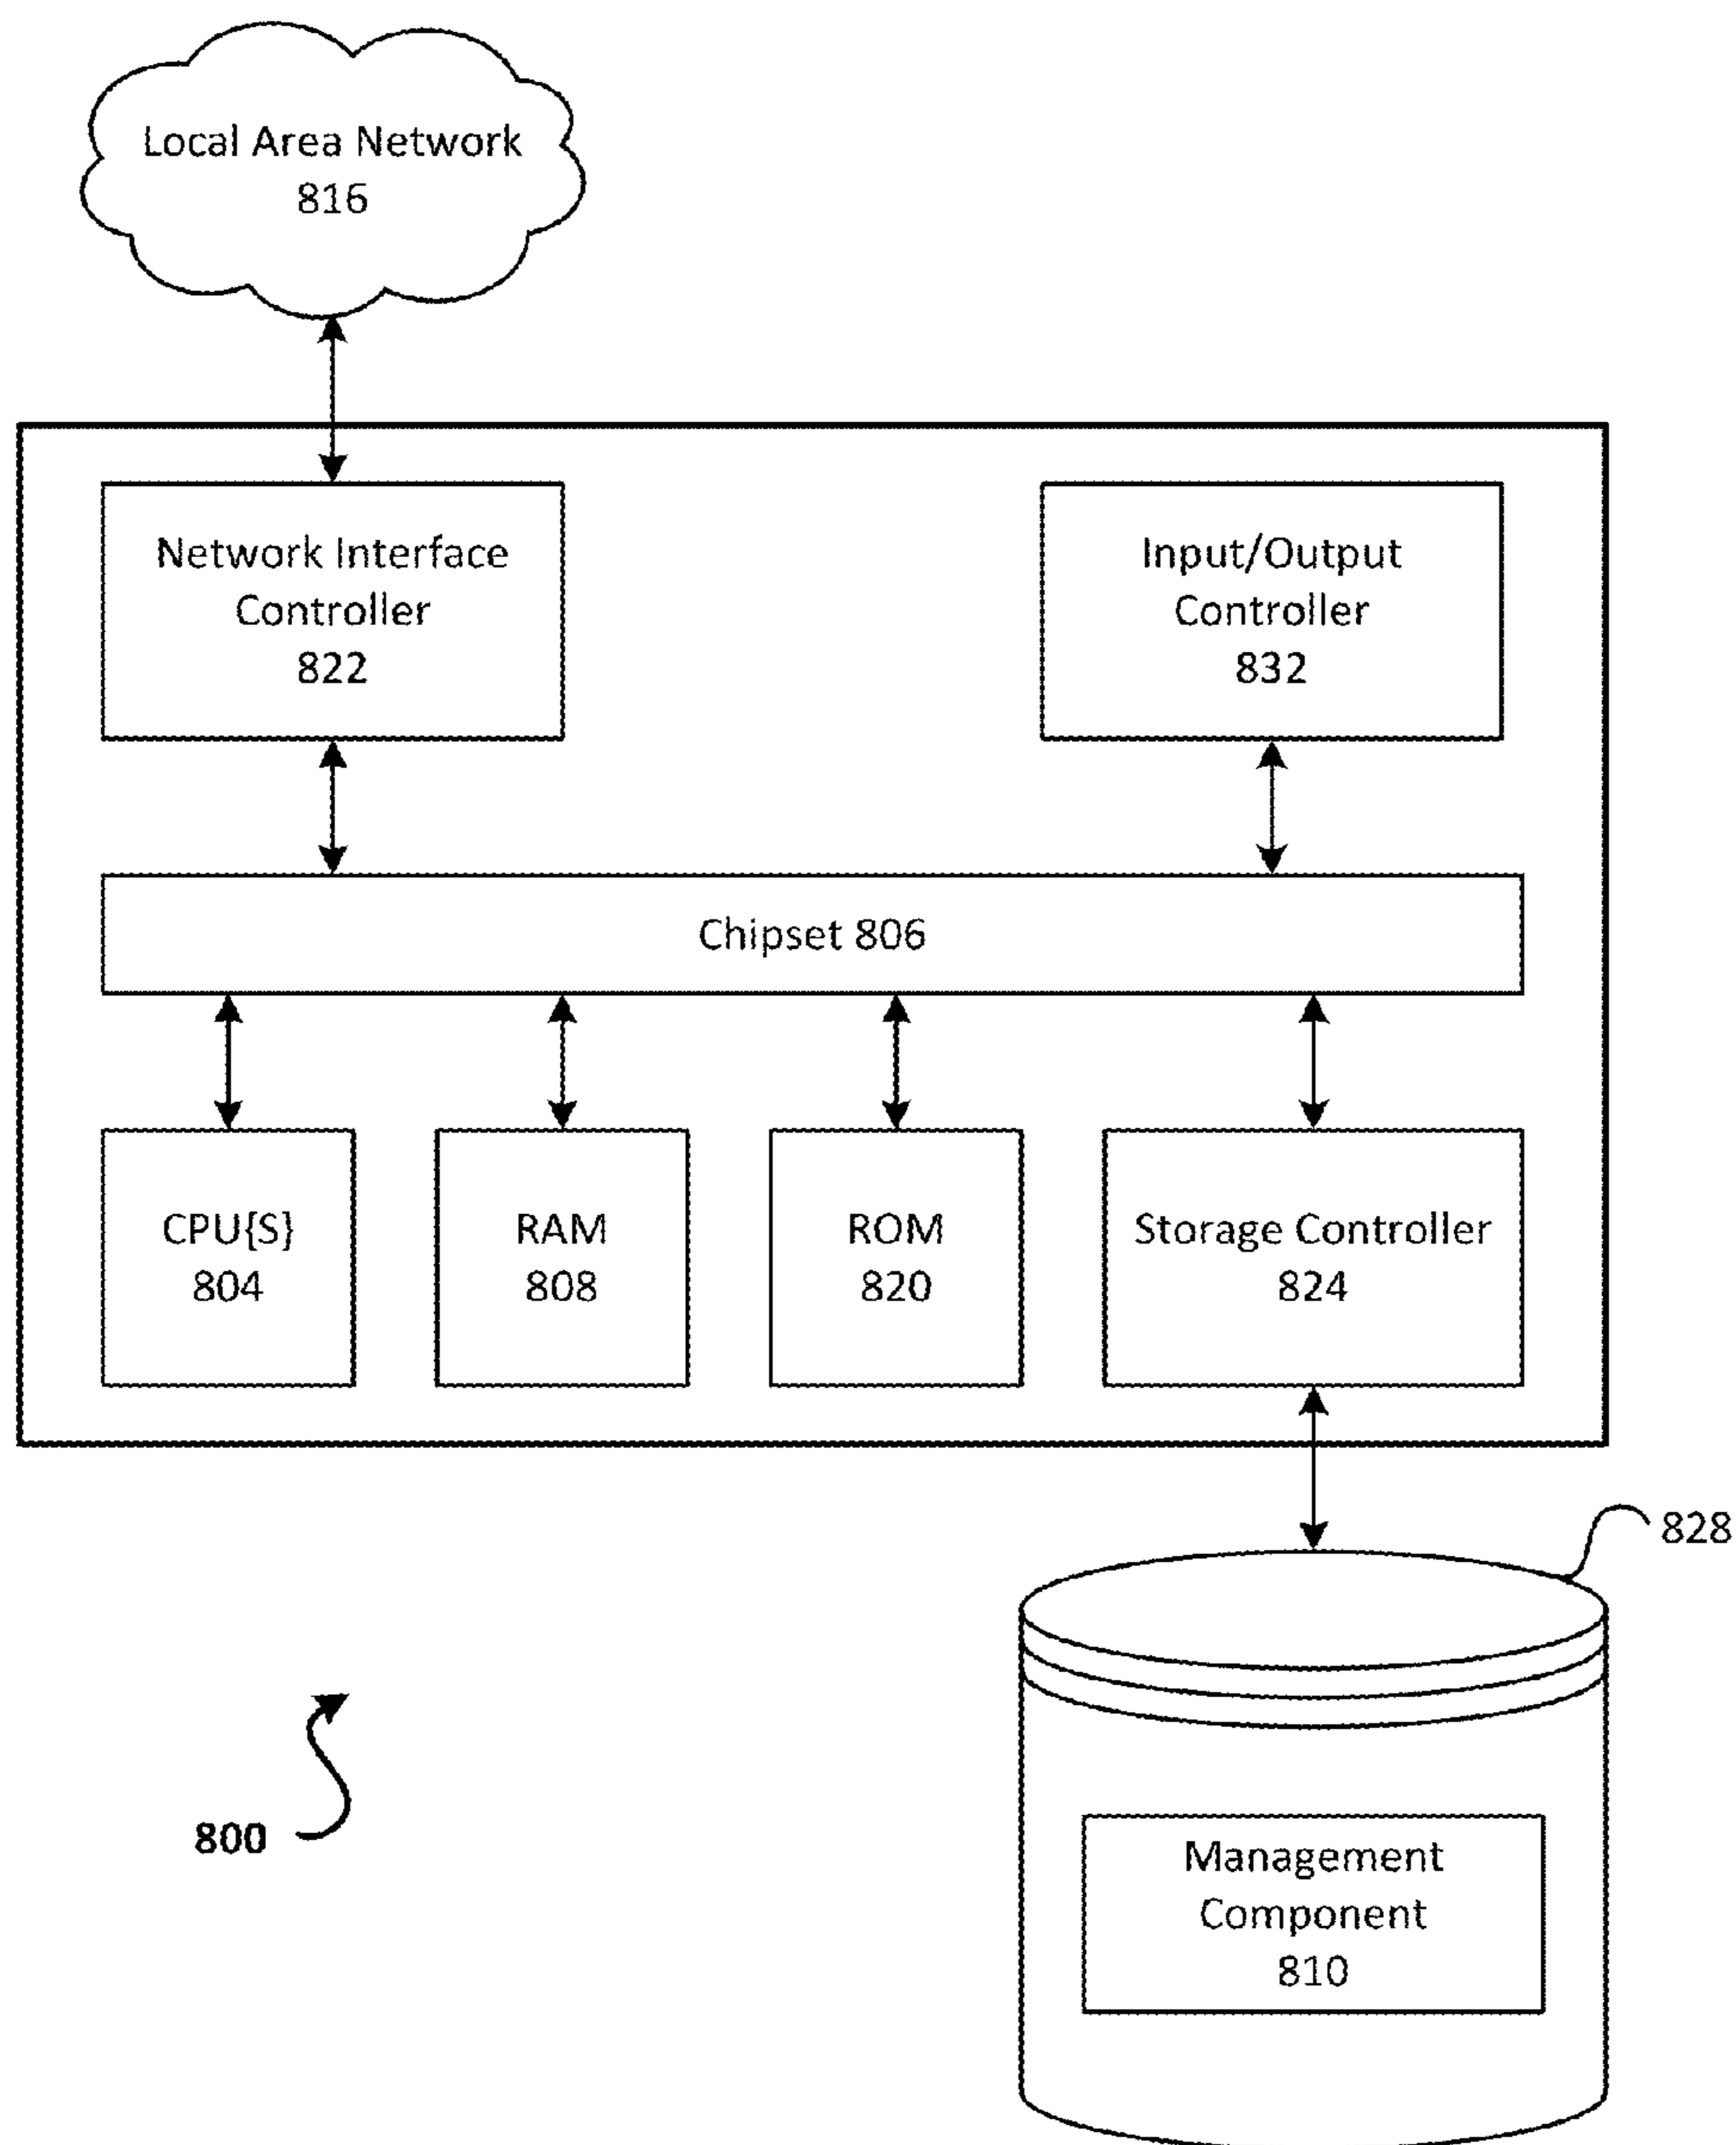 Local Area Network
816
Network Interface
Controller
822
Input/Output
Controller
832
Chipset 806
CPU{S}
804
RAM
808
ROM
820
Storage Controller
824
828
800
Management
Component
810